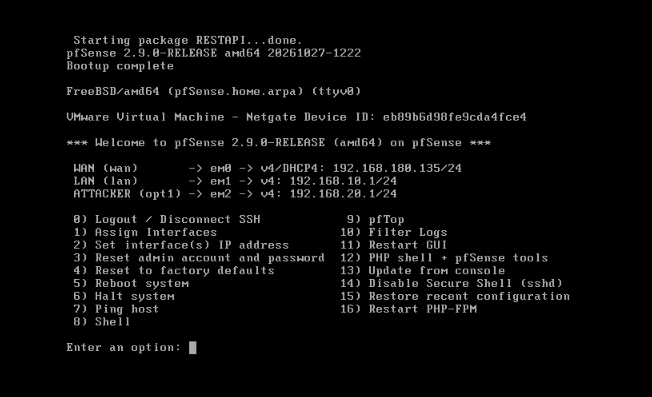 Starting package RESTAPI...done.
pfSense 2.9.0-RELEASE amd64 20261027-1222
Bootup complete
FreeBSD/amd64 (pfSense.home.arpa) (ttyv0)
VMware Virtual Machine - Netgate Device ID: eb89b6d98fe9cda4fce4
*** Welcome to pfSense 2.9.0-RELEASE (amd64) on pfSense ***
WAN (wan)       -> em0 -> v4/DHCP4: 192.168.180.135/24
LAN (lan)       -> em1 -> v4: 192.168.10.1/24
ATTACKER (opt1) -> em2 -> v4: 192.168.20.1/24
0) Logout / Disconnect SSH            9) pfTop
1) Assign Interfaces                 10) Filter Logs
2) Set interface(s) IP address       11) Restart GUI
3) Reset admin account and password  12) PHP shell + pfSense tools
4) Reset to factory defaults         13) Update from console
5) Reboot system                     14) Disable Secure Shell (sshd)
6) Halt system                       15) Restore recent configuration
7) Ping host                         16) Restart PHP-FPM
8) Shell
Enter an option: